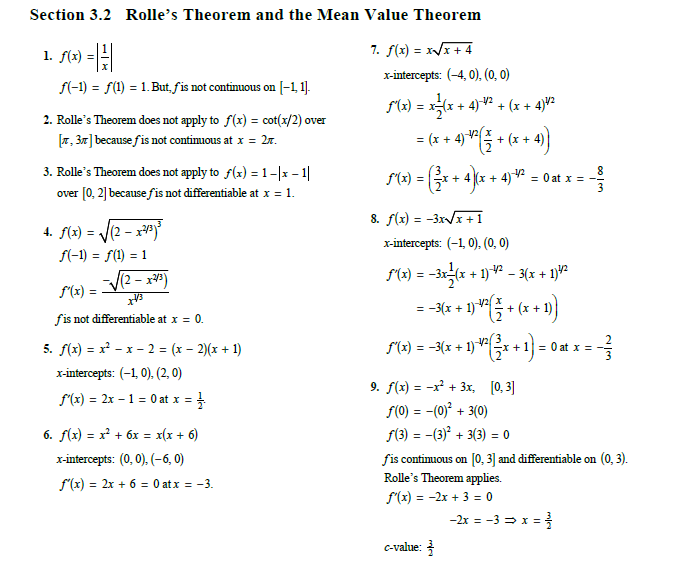 Section 3.2 Rolle's Theorem and the Mean Value Theorem
1. f(x) = |1/x|
f(−1) = f(1) = 1. But, f is not continuous on [−1, 1].
2. Rolle's Theorem does not apply to f(x) = cot(x/2) over
[π, 3π] because f is not continuous at x = 2π.
3. Rolle's Theorem does not apply to f(x) = 1 − |x − 1|
over [0, 2] because f is not differentiable at x = 1.
4. f(x) = √((2 − x^(2/3))^3)
f(−1) = f(1) = 1
f′(x) = −√((2 − x^(2/3))) / x^(1/3)
f is not differentiable at x = 0.
5. f(x) = x² − x − 2 = (x − 2)(x + 1)
x-intercepts: (−1, 0), (2, 0)
f′(x) = 2x − 1 = 0 at x = 1/2.
6. f(x) = x² + 6x = x(x + 6)
x-intercepts: (0, 0), (−6, 0)
f′(x) = 2x + 6 = 0 at x = −3.
7. f(x) = x√(x + 4)
x-intercepts: (−4, 0), (0, 0)
f′(x) = x 1/2 (x + 4)^(−1/2) + (x + 4)^(1/2)
= (x + 4)^(−1/2) (x/2 + (x + 4))
f′(x) = (3/2 x + 4)(x + 4)^(−1/2) = 0 at x = −8/3
8. f(x) = −3x√(x + 1)
x-intercepts: (−1, 0), (0, 0)
f′(x) = −3x 1/2 (x + 1)^(−1/2) − 3(x + 1)^(1/2)
= −3(x + 1)^(−1/2) (x/2 + (x + 1))
f′(x) = −3(x + 1)^(−1/2) (3/2 x + 1) = 0 at x = −2/3
9. f(x) = −x² + 3x, [0, 3]
f(0) = −(0)² + 3(0)
f(3) = −(3)² + 3(3) = 0
f is continuous on [0, 3] and differentiable on (0, 3).
Rolle's Theorem applies.
f′(x) = −2x + 3 = 0
−2x = −3 ⇒ x = 3/2
c-value: 3/2